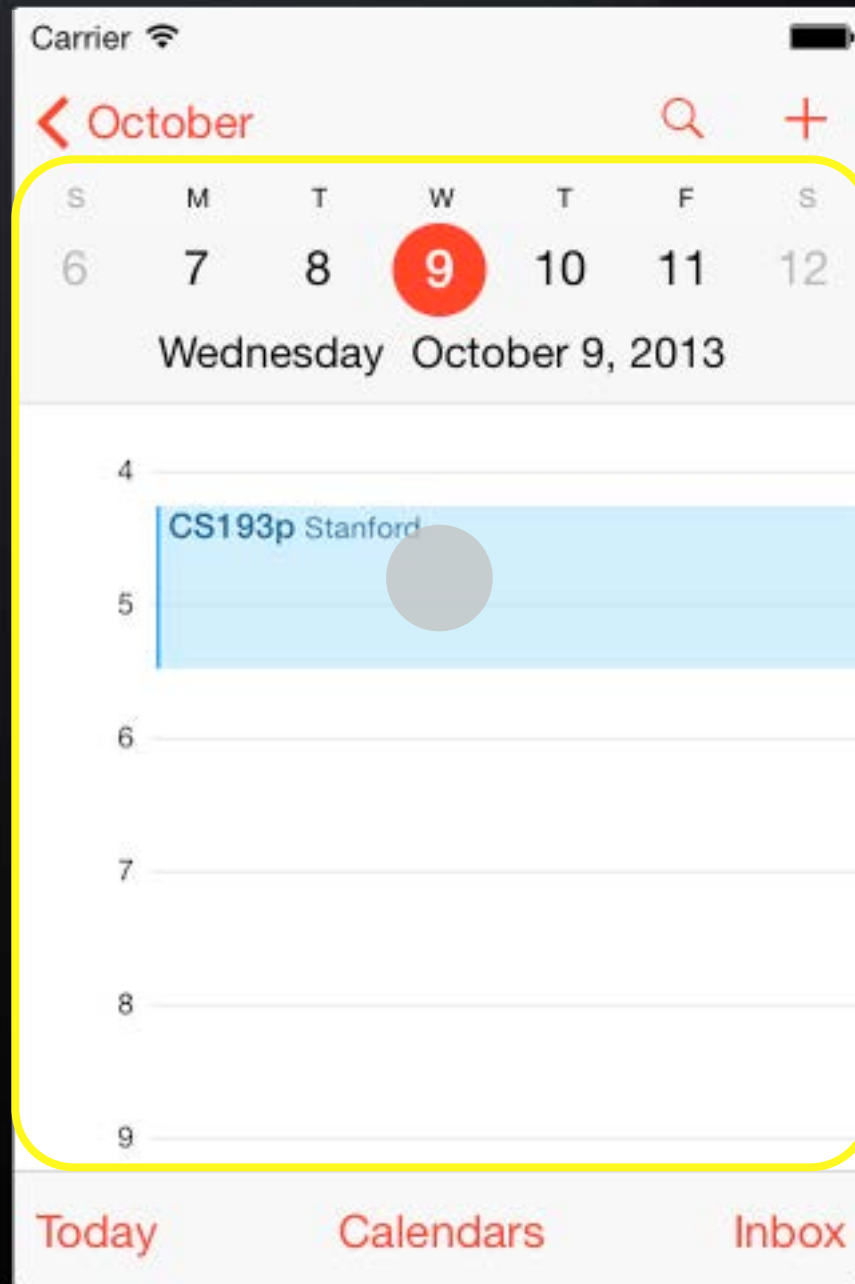 Carrier
October
S M T W T F S
6 7 8 9 10 11 12
Wednesday October 9, 2013
4
CS193p Stanford
5
6
7
8
9
Today Calendars Inbox